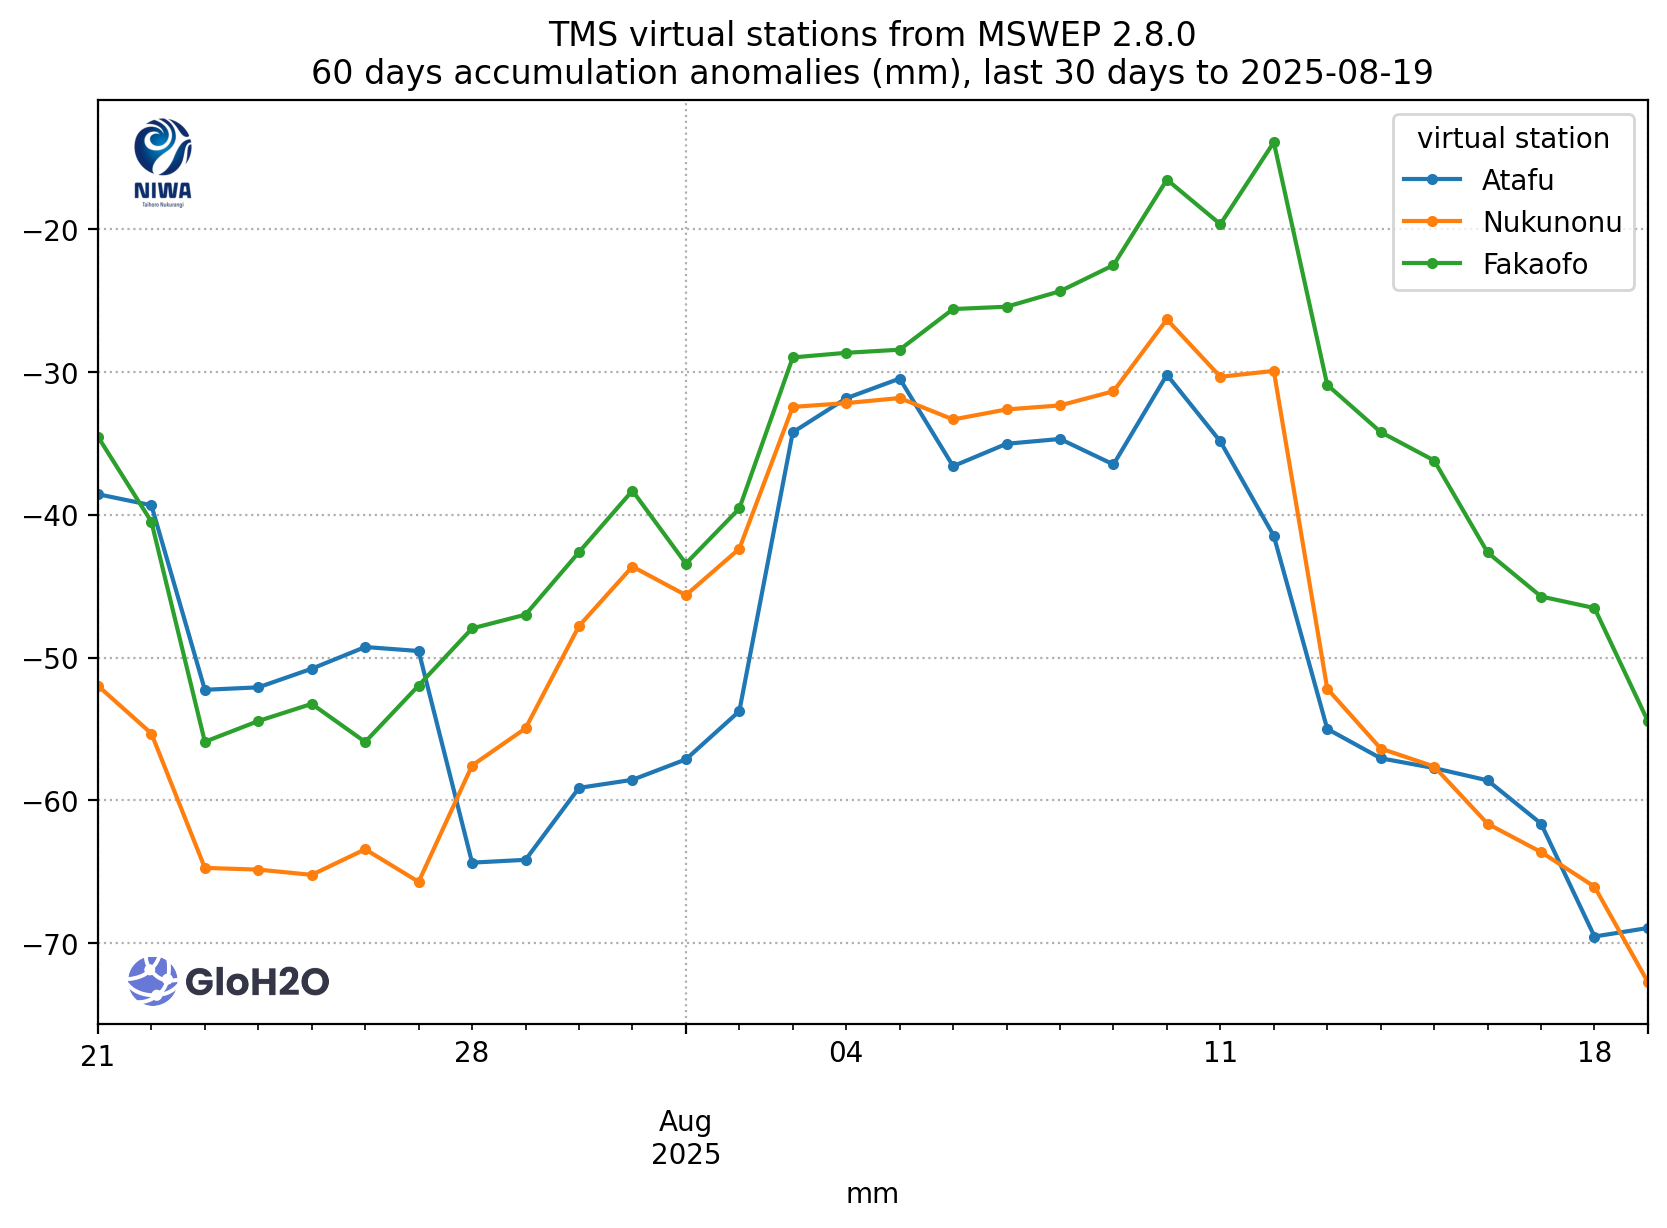 TMS virtual stations from MSWEP 2.8.0
60 days accumulation anomalies (mm), last 30 days to 2025-08-19
NIWA
Taihoro Nukurangi
virtual station
Atafu
Nukunonu
Fakaofo
−20
−30
−40
−50
−60
−70
GloH2O
21
28
04
11
18
Aug
2025
mm